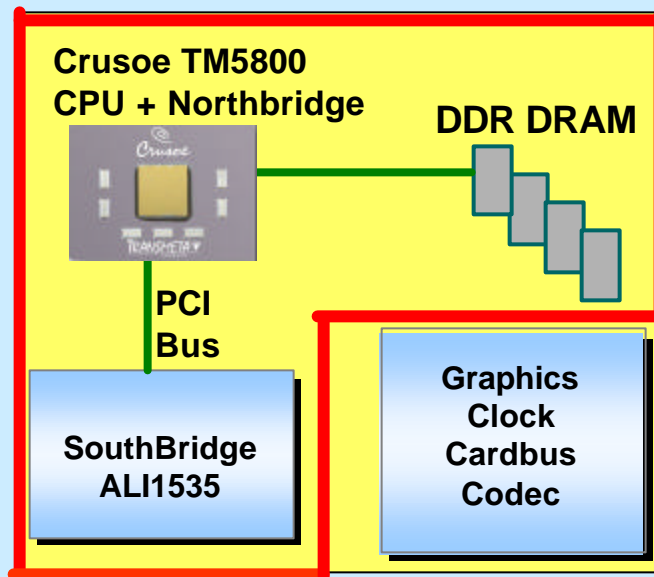 Crusoe TM5800
CPU + Northbridge
DDR DRAM
Crusoe
TRANSMETA
PCI
Bus
SouthBridge
ALI1535
Graphics
Clock
Cardbus
Codec